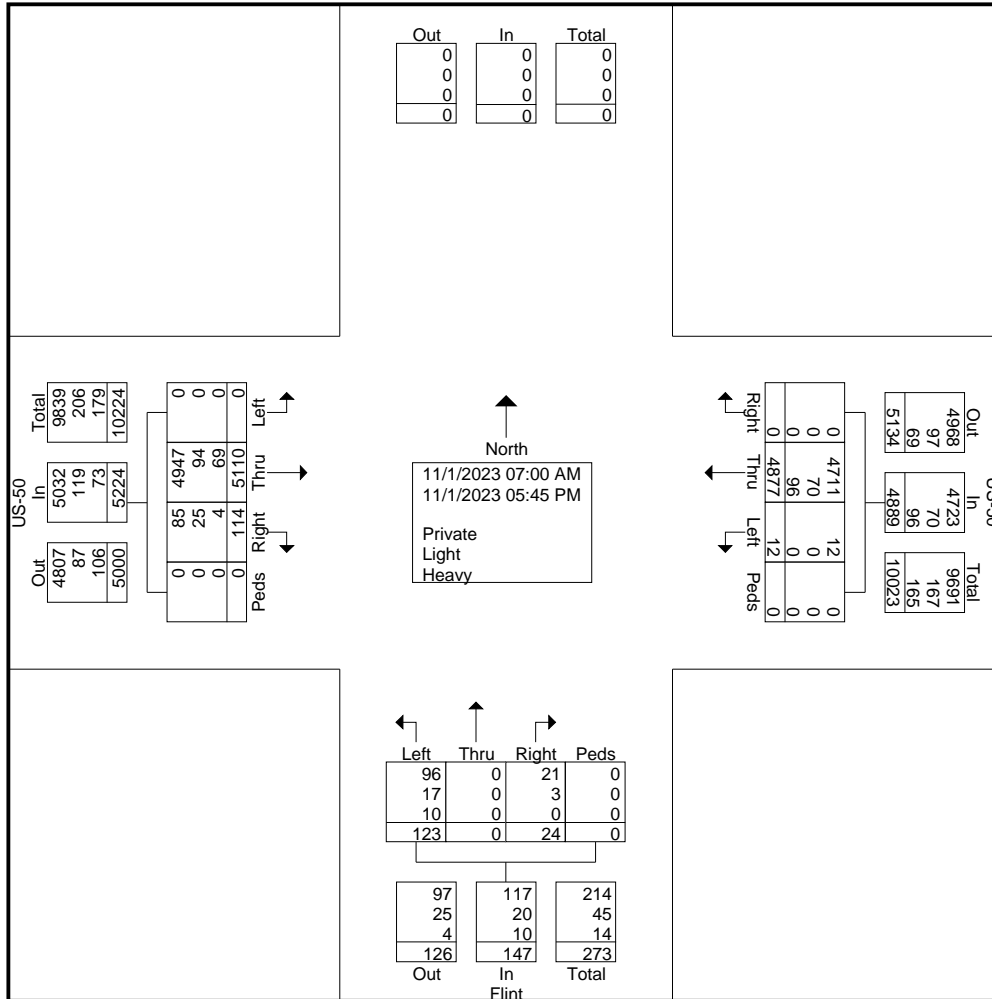 Out In Total
0 0 0
0 0 0
0 0 0
0 0 0
North
11/1/2023 07:00 AM
11/1/2023 05:45 PM
Private
Light
Heavy
US-50
Total In Out
9839 5032 4807
206 119 87
179 73 106
10224 5224 5000
0 4947 85 0
0 94 25 0
0 69 4 0
0 5110 114 0
Left Thru Right Peds
Right Thru Left Peds
0 4877 12 0
0 96 0 0
0 70 0 0
0 4711 12 0
Out In Total
4968 4723 9691
97 70 167
69 96 165
5134 4889 10023
Left Thru Right Peds
96 0 21 0
17 0 3 0
10 0 0 0
123 0 24 0
97 117 214
25 20 45
4 10 14
126 147 273
Out In Total
Flint